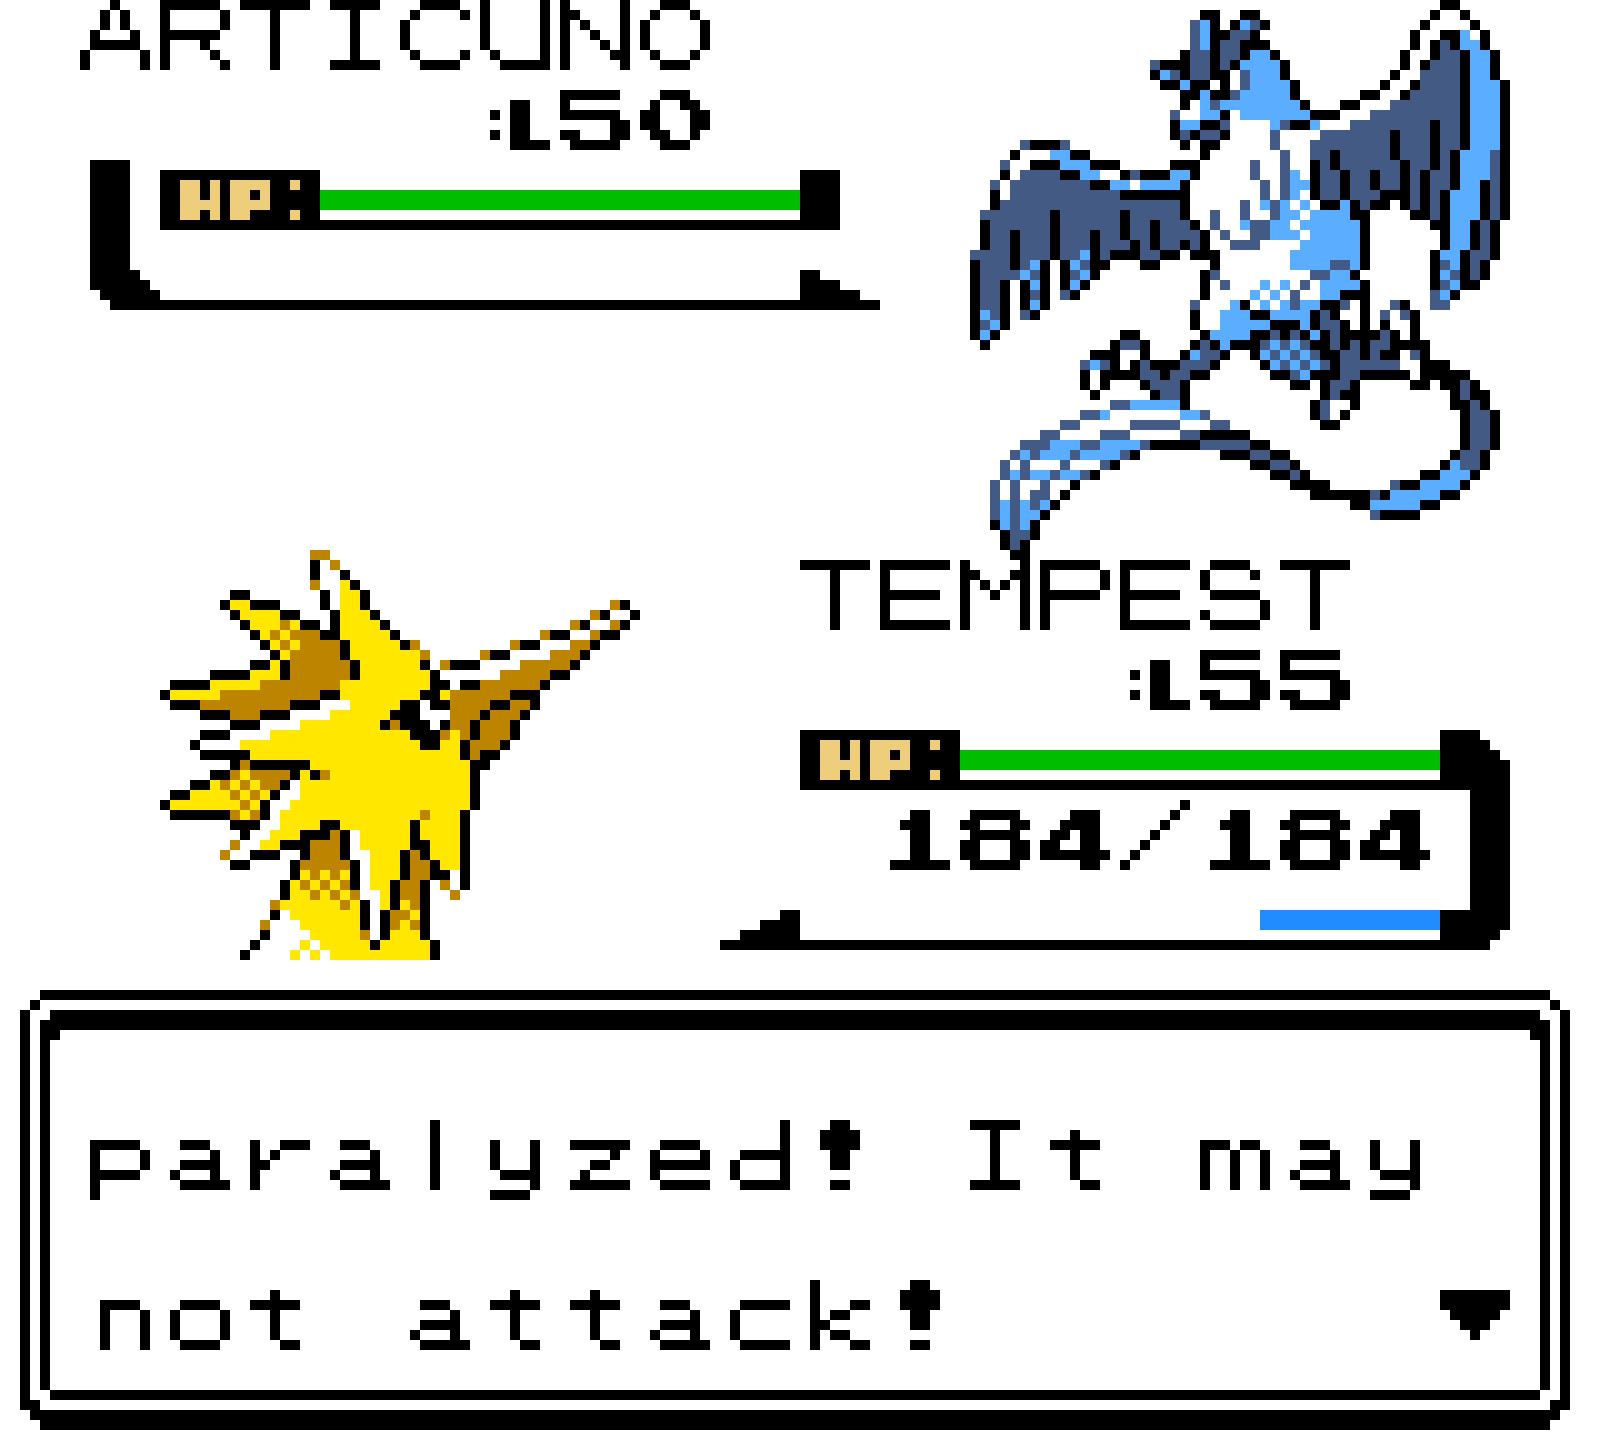 ARTICUNO
:L50
HP:
TEMPEST
:L55
HP:
184/184
paralyzed! It may
not attack!